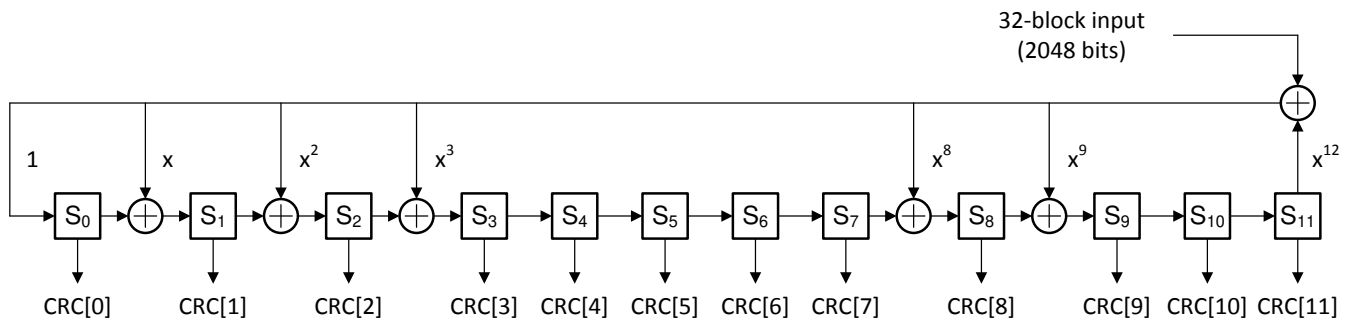 32-block input
(2048 bits)
1 x x² x³ x⁸ x⁹ x¹²
S₀ S₁ S₂ S₃ S₄ S₅ S₆ S₇ S₈ S₉ S₁₀ S₁₁
CRC[0] CRC[1] CRC[2] CRC[3] CRC[4] CRC[5] CRC[6] CRC[7] CRC[8] CRC[9] CRC[10] CRC[11]